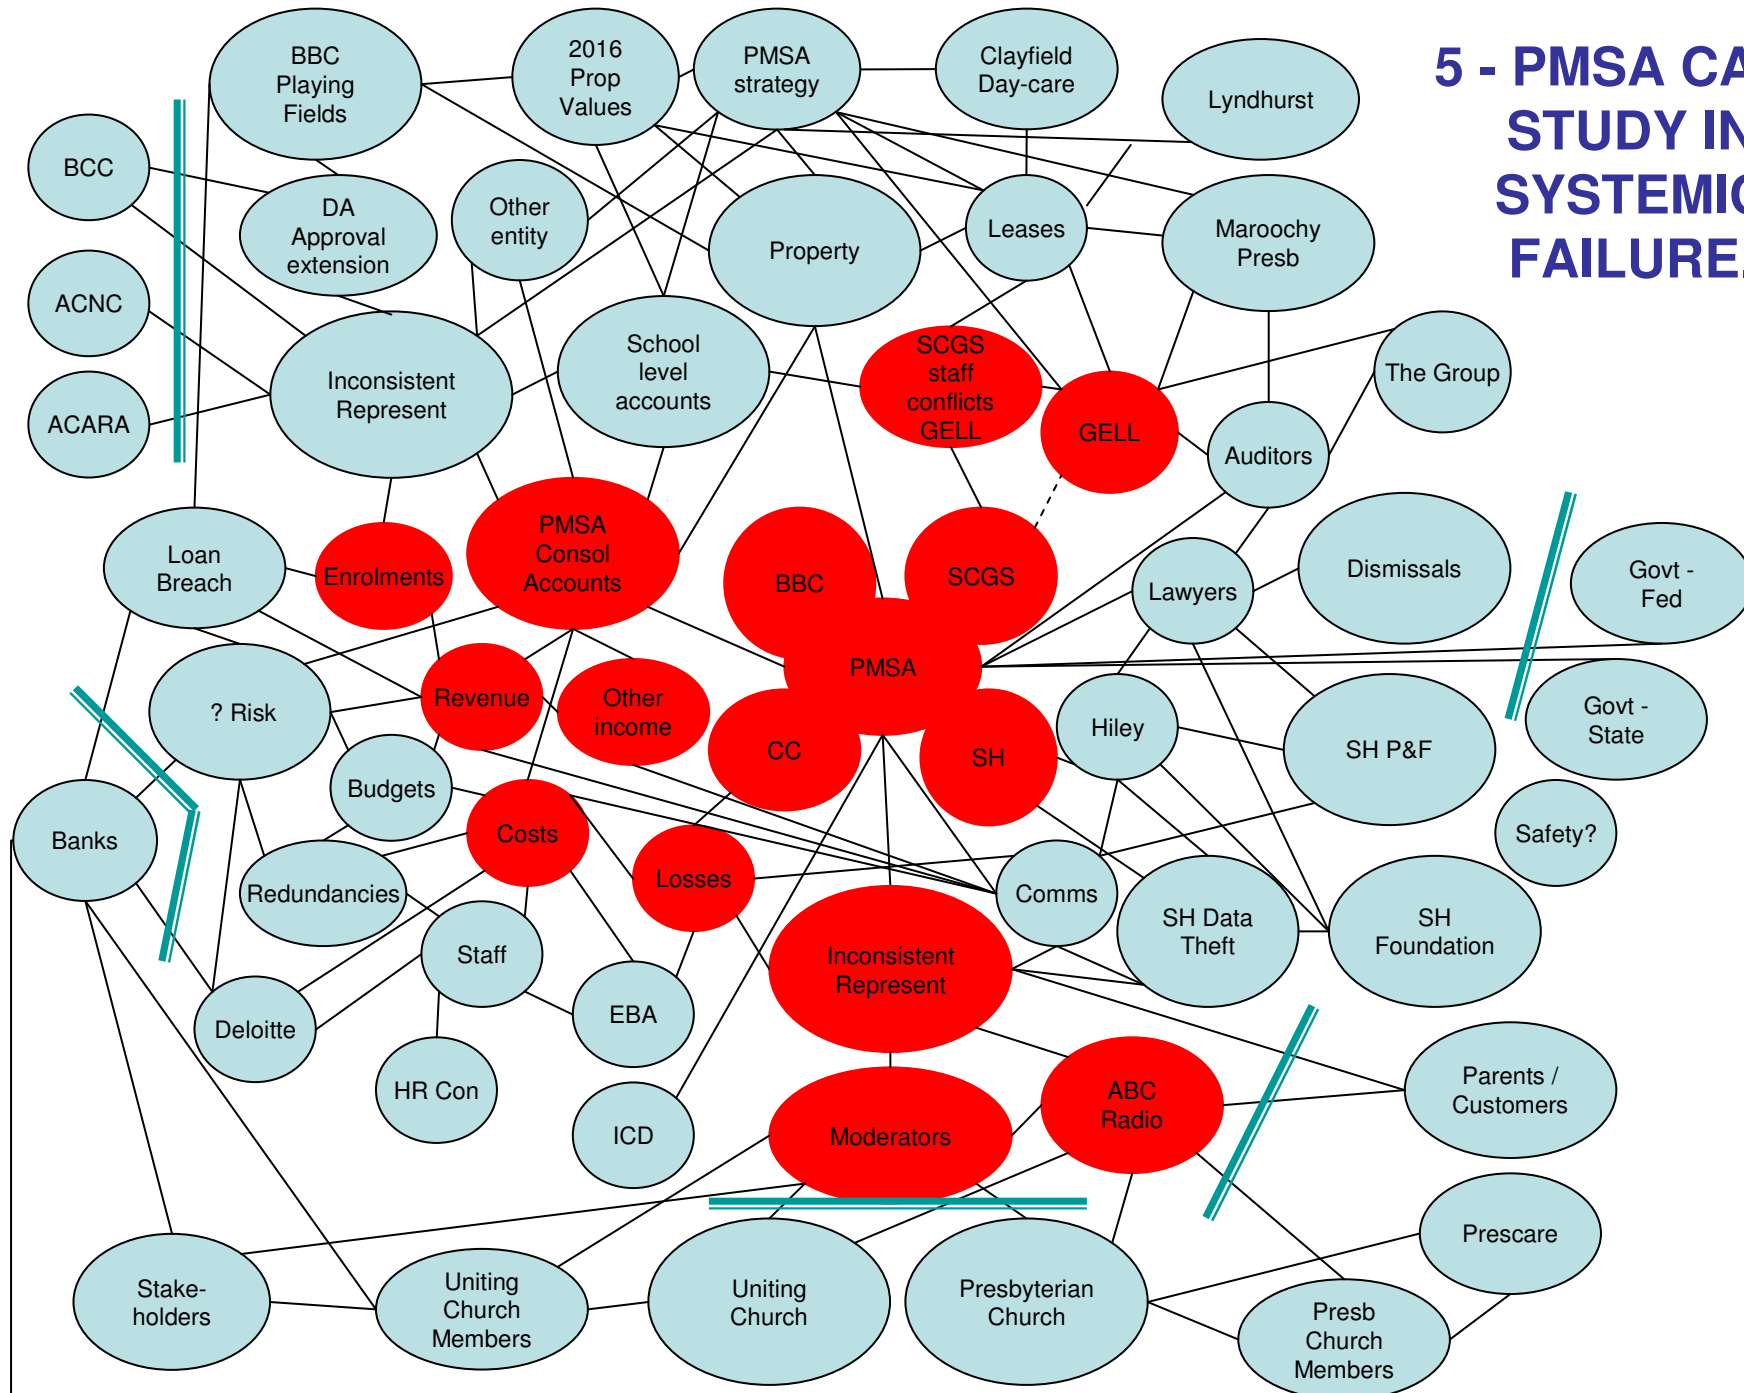 5 - PMSA CA
STUDY IN
SYSTEMIC
FAILURE.
BBC
Playing
Fields
2016
Prop
Values
PMSA
strategy
Clayfield
Day-care
Lyndhurst
BCC
DA
Approval
extension
Other
entity
Property
Leases
Maroochy
Presb
ACNC
ACARA
Inconsistent
Represent
School
level
accounts
SCGS
staff
conflicts
GELL
GELL
The Group
Auditors
Loan
Breach
Enrolments
PMSA
Consol
Accounts
BBC
SCGS
Lawyers
Dismissals
Govt -
Fed
PMSA
? Risk
Revenue
Other
income
CC
SH
Hiley
SH P&F
Govt -
State
Budgets
Banks
Costs
Safety?
Redundancies
Losses
Comms
SH Data
Theft
SH
Foundation
Staff
Inconsistent
Represent
Deloitte
EBA
HR Con
ICD
Moderators
ABC
Radio
Parents /
Customers
Prescare
Stake-
holders
Uniting
Church
Members
Uniting
Church
Presbyterian
Church
Presb
Church
Members